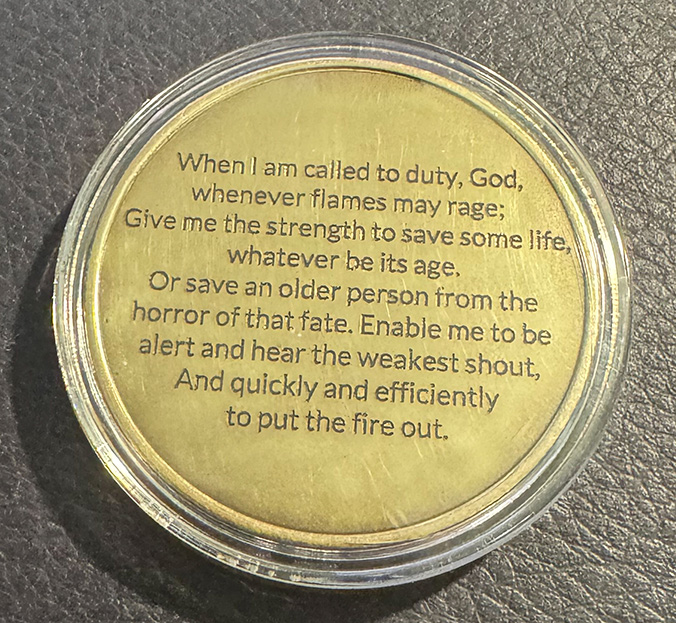 When I am called to duty, God,
whenever flames may rage;
Give me the strength to save some life,
whatever be its age.
Or save an older person from the
horror of that fate. Enable me to be
alert and hear the weakest shout,
And quickly and efficiently
to put the fire out.